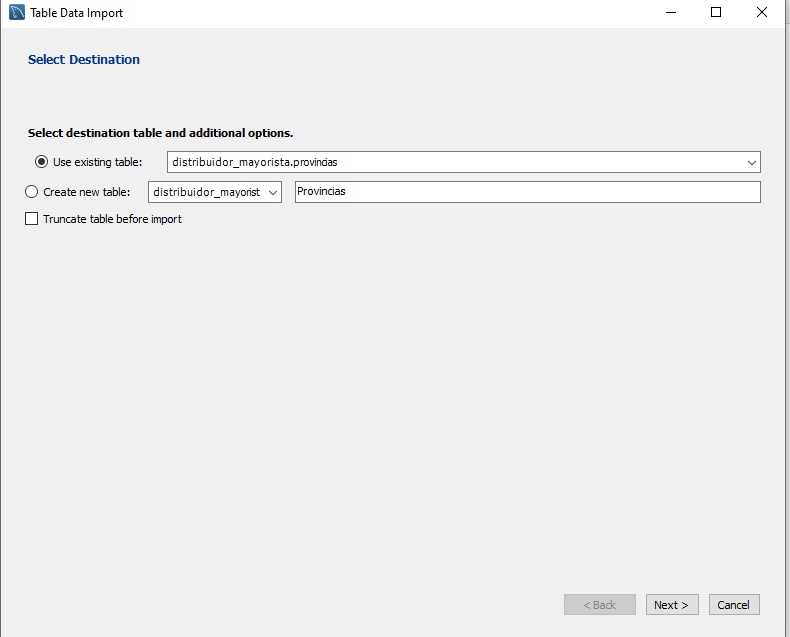 Table Data Import
Select Destination
Select destination table and additional options.
Use existing table: distribuidor_mayorista.provincias
Create new table: distribuidor_mayorist Provincias
Truncate table before import
< Back Next > Cancel